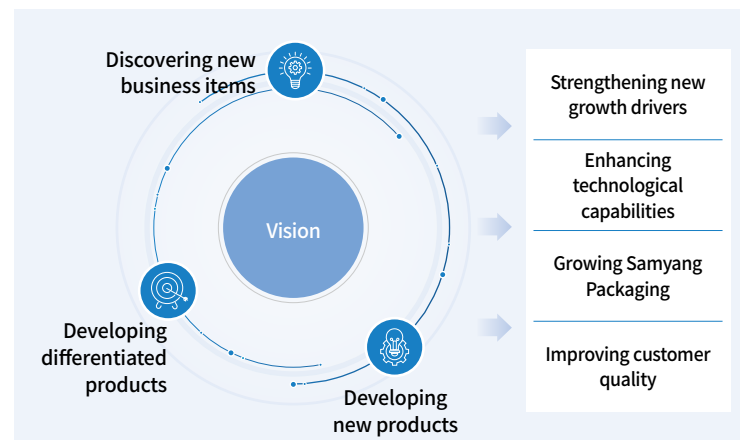 Discovering new
business items
Vision
Developing
differentiated
products
Developing
new products
Strengthening new
growth drivers
Enhancing
technological
capabilities
Growing Samyang
Packaging
Improving customer
quality